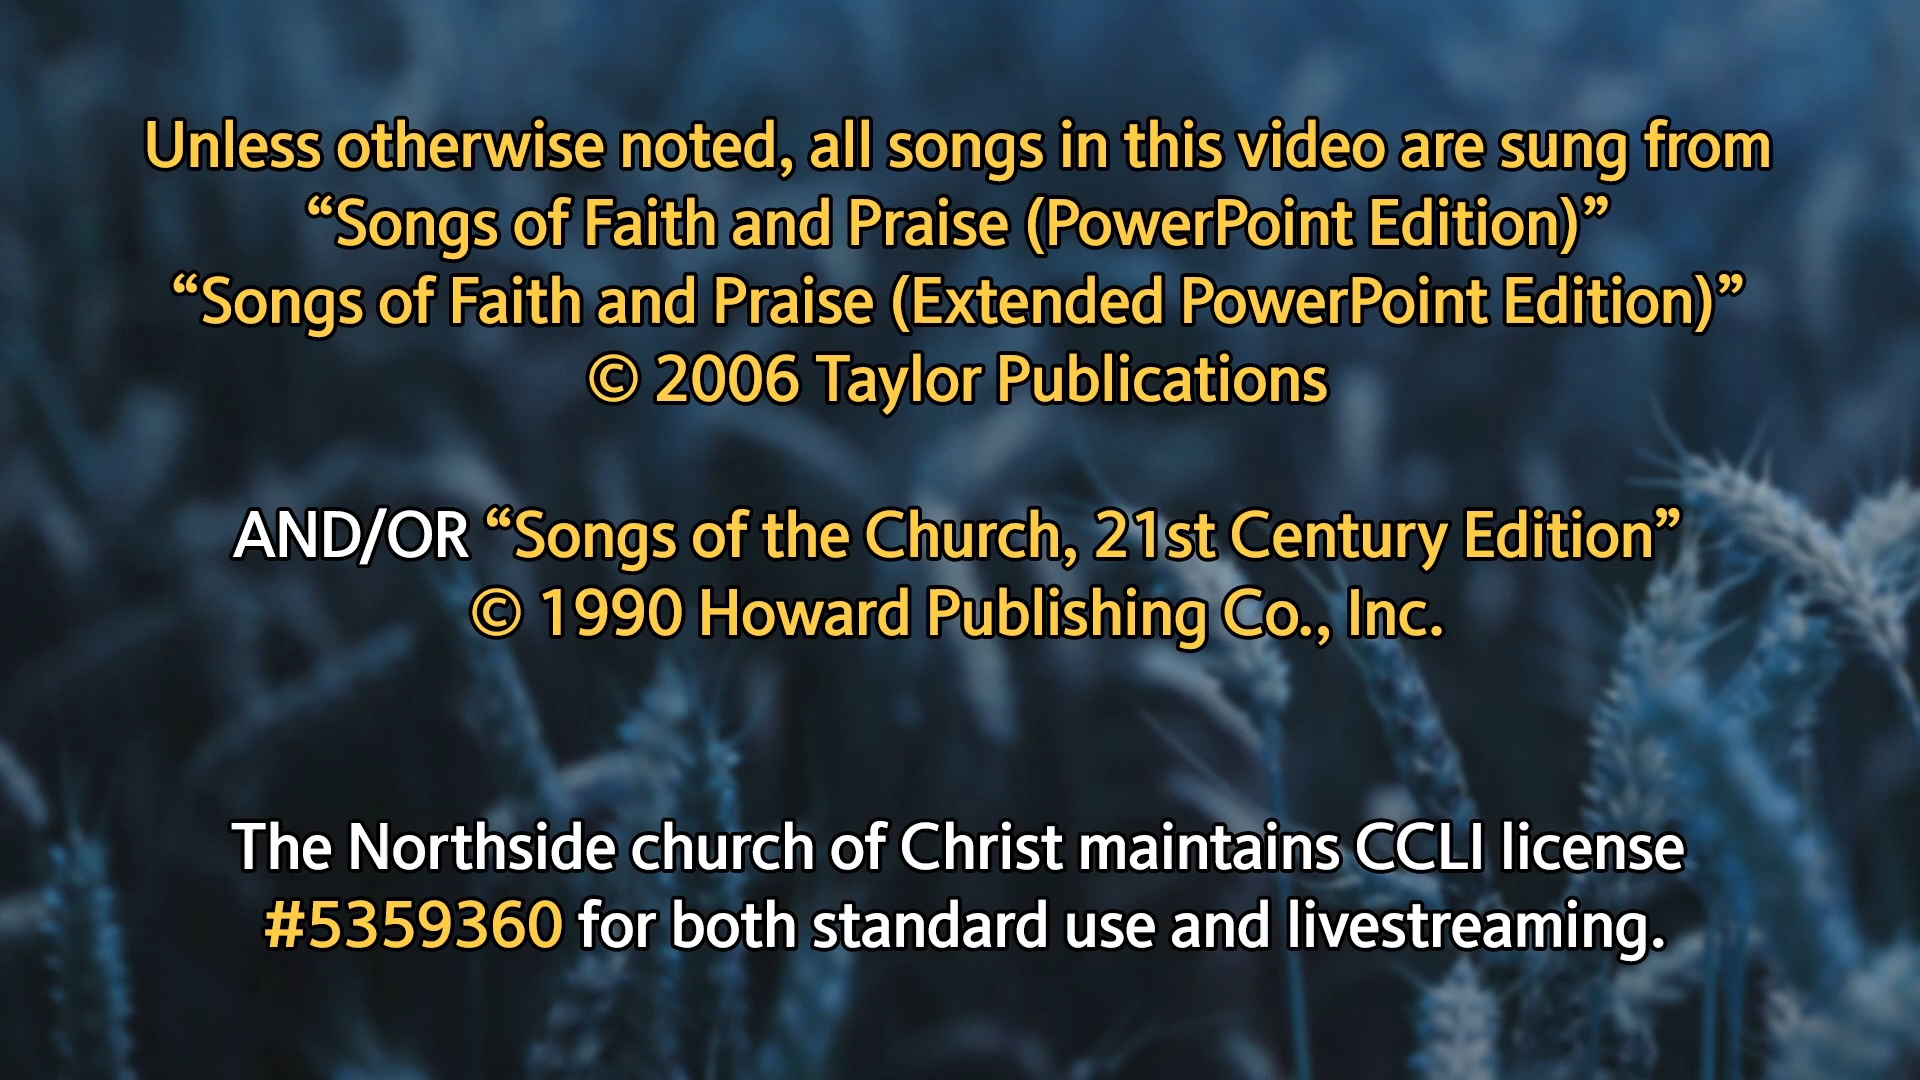 Unless otherwise noted, all songs in this video are sung from
“Songs of Faith and Praise (PowerPoint Edition)”
“Songs of Faith and Praise (Extended PowerPoint Edition)”
© 2006 Taylor Publications
AND/OR “Songs of the Church, 21st Century Edition”
© 1990 Howard Publishing Co., Inc.
The Northside church of Christ maintains CCLI license
#5359360 for both standard use and livestreaming.